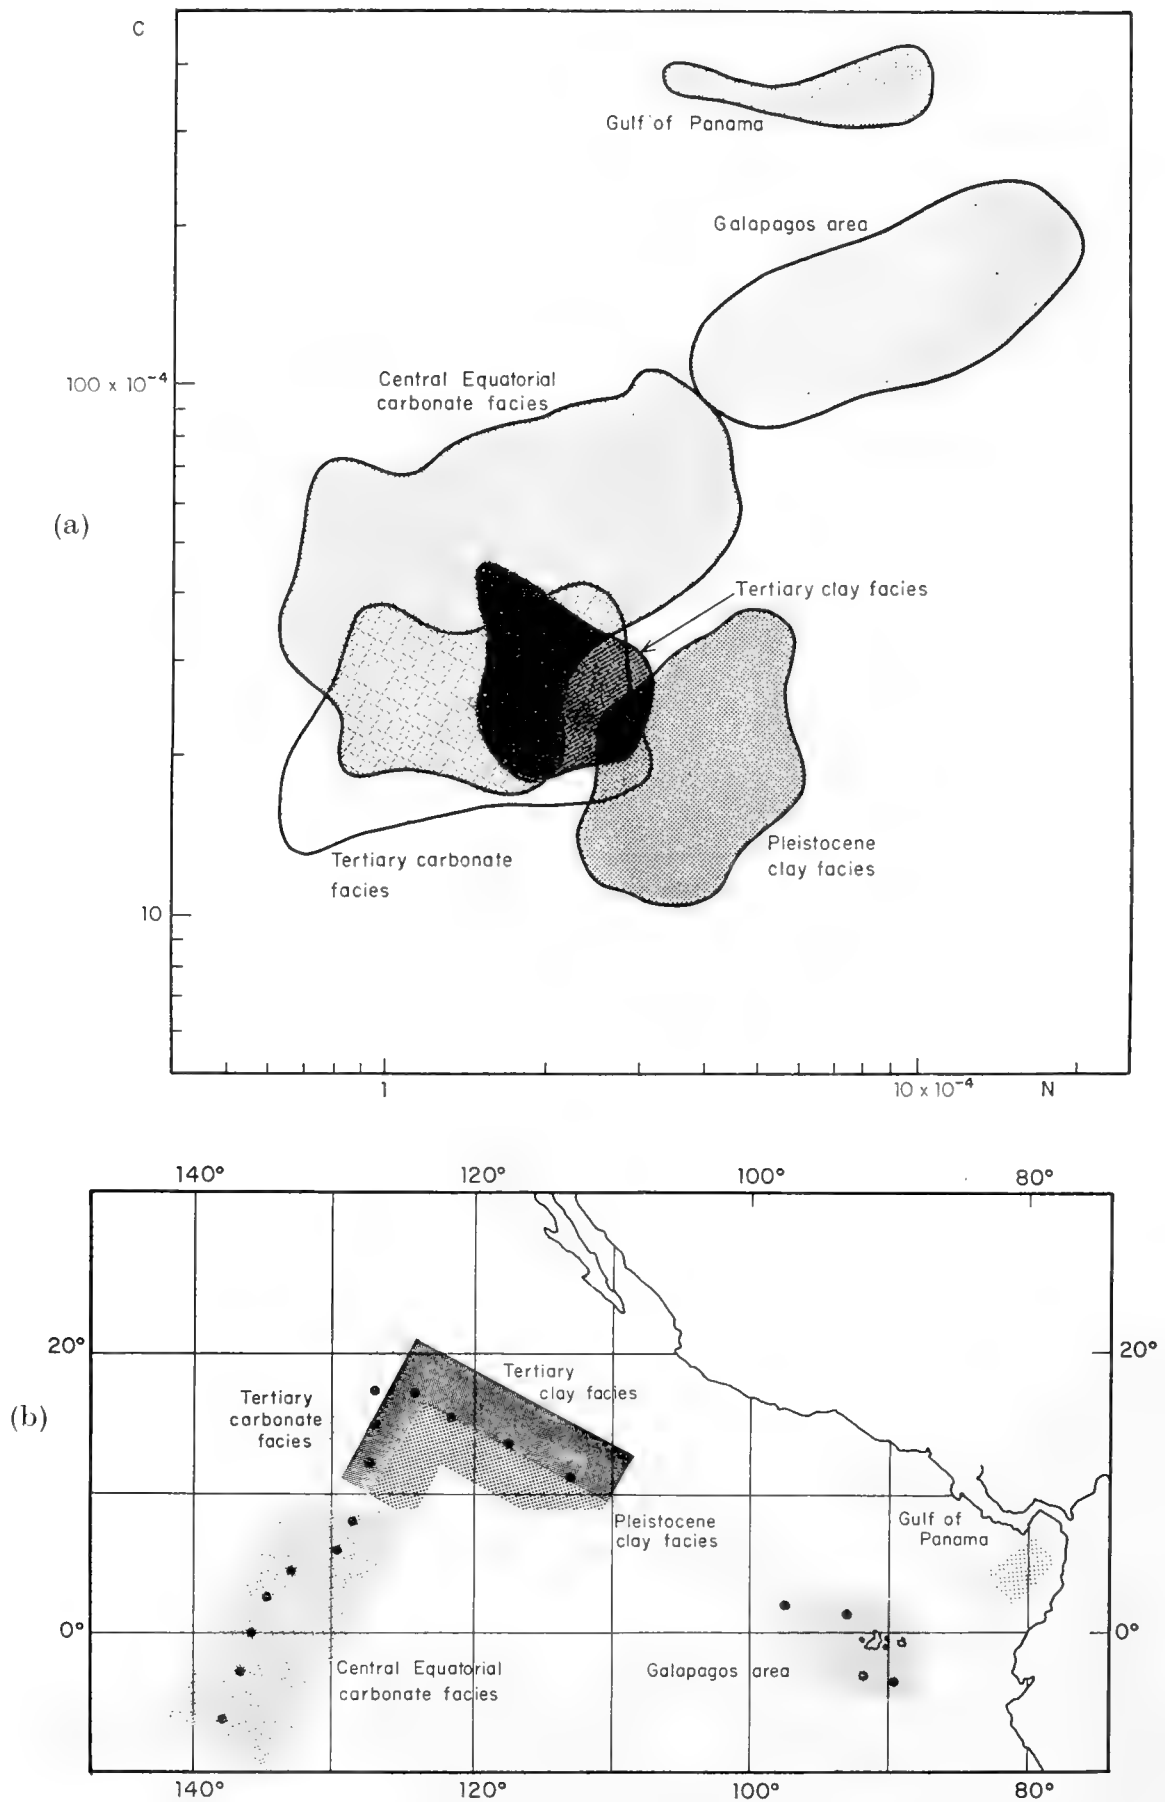 C
Gulf of Panama
Galapagos area
100 x 10⁻⁴
Central Equatorial
carbonate facies
(a)
Tertiary clay facies
Pleistocene
clay facies
Tertiary carbonate
facies
10
1
10 x 10⁻⁴
N
140°
120°
100°
80°
20°
20°
Tertiary
clay facies
Tertiary
carbonate
facies
(b)
Pleistocene
clay facies
Gulf of
Panama
0°
0°
Central Equatorial
carbonate facies
Galapagos area
140°
120°
100°
80°